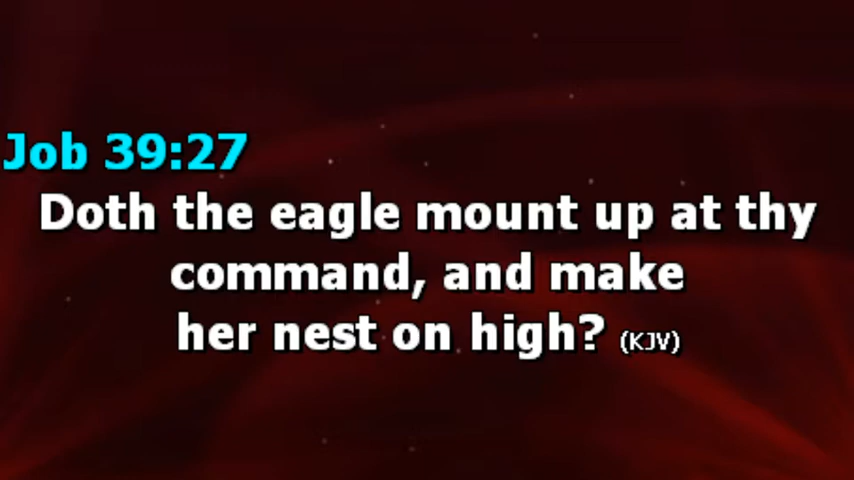 Job 39:27
Doth the eagle mount up at thy
command, and make
her nest on high? (KJV)